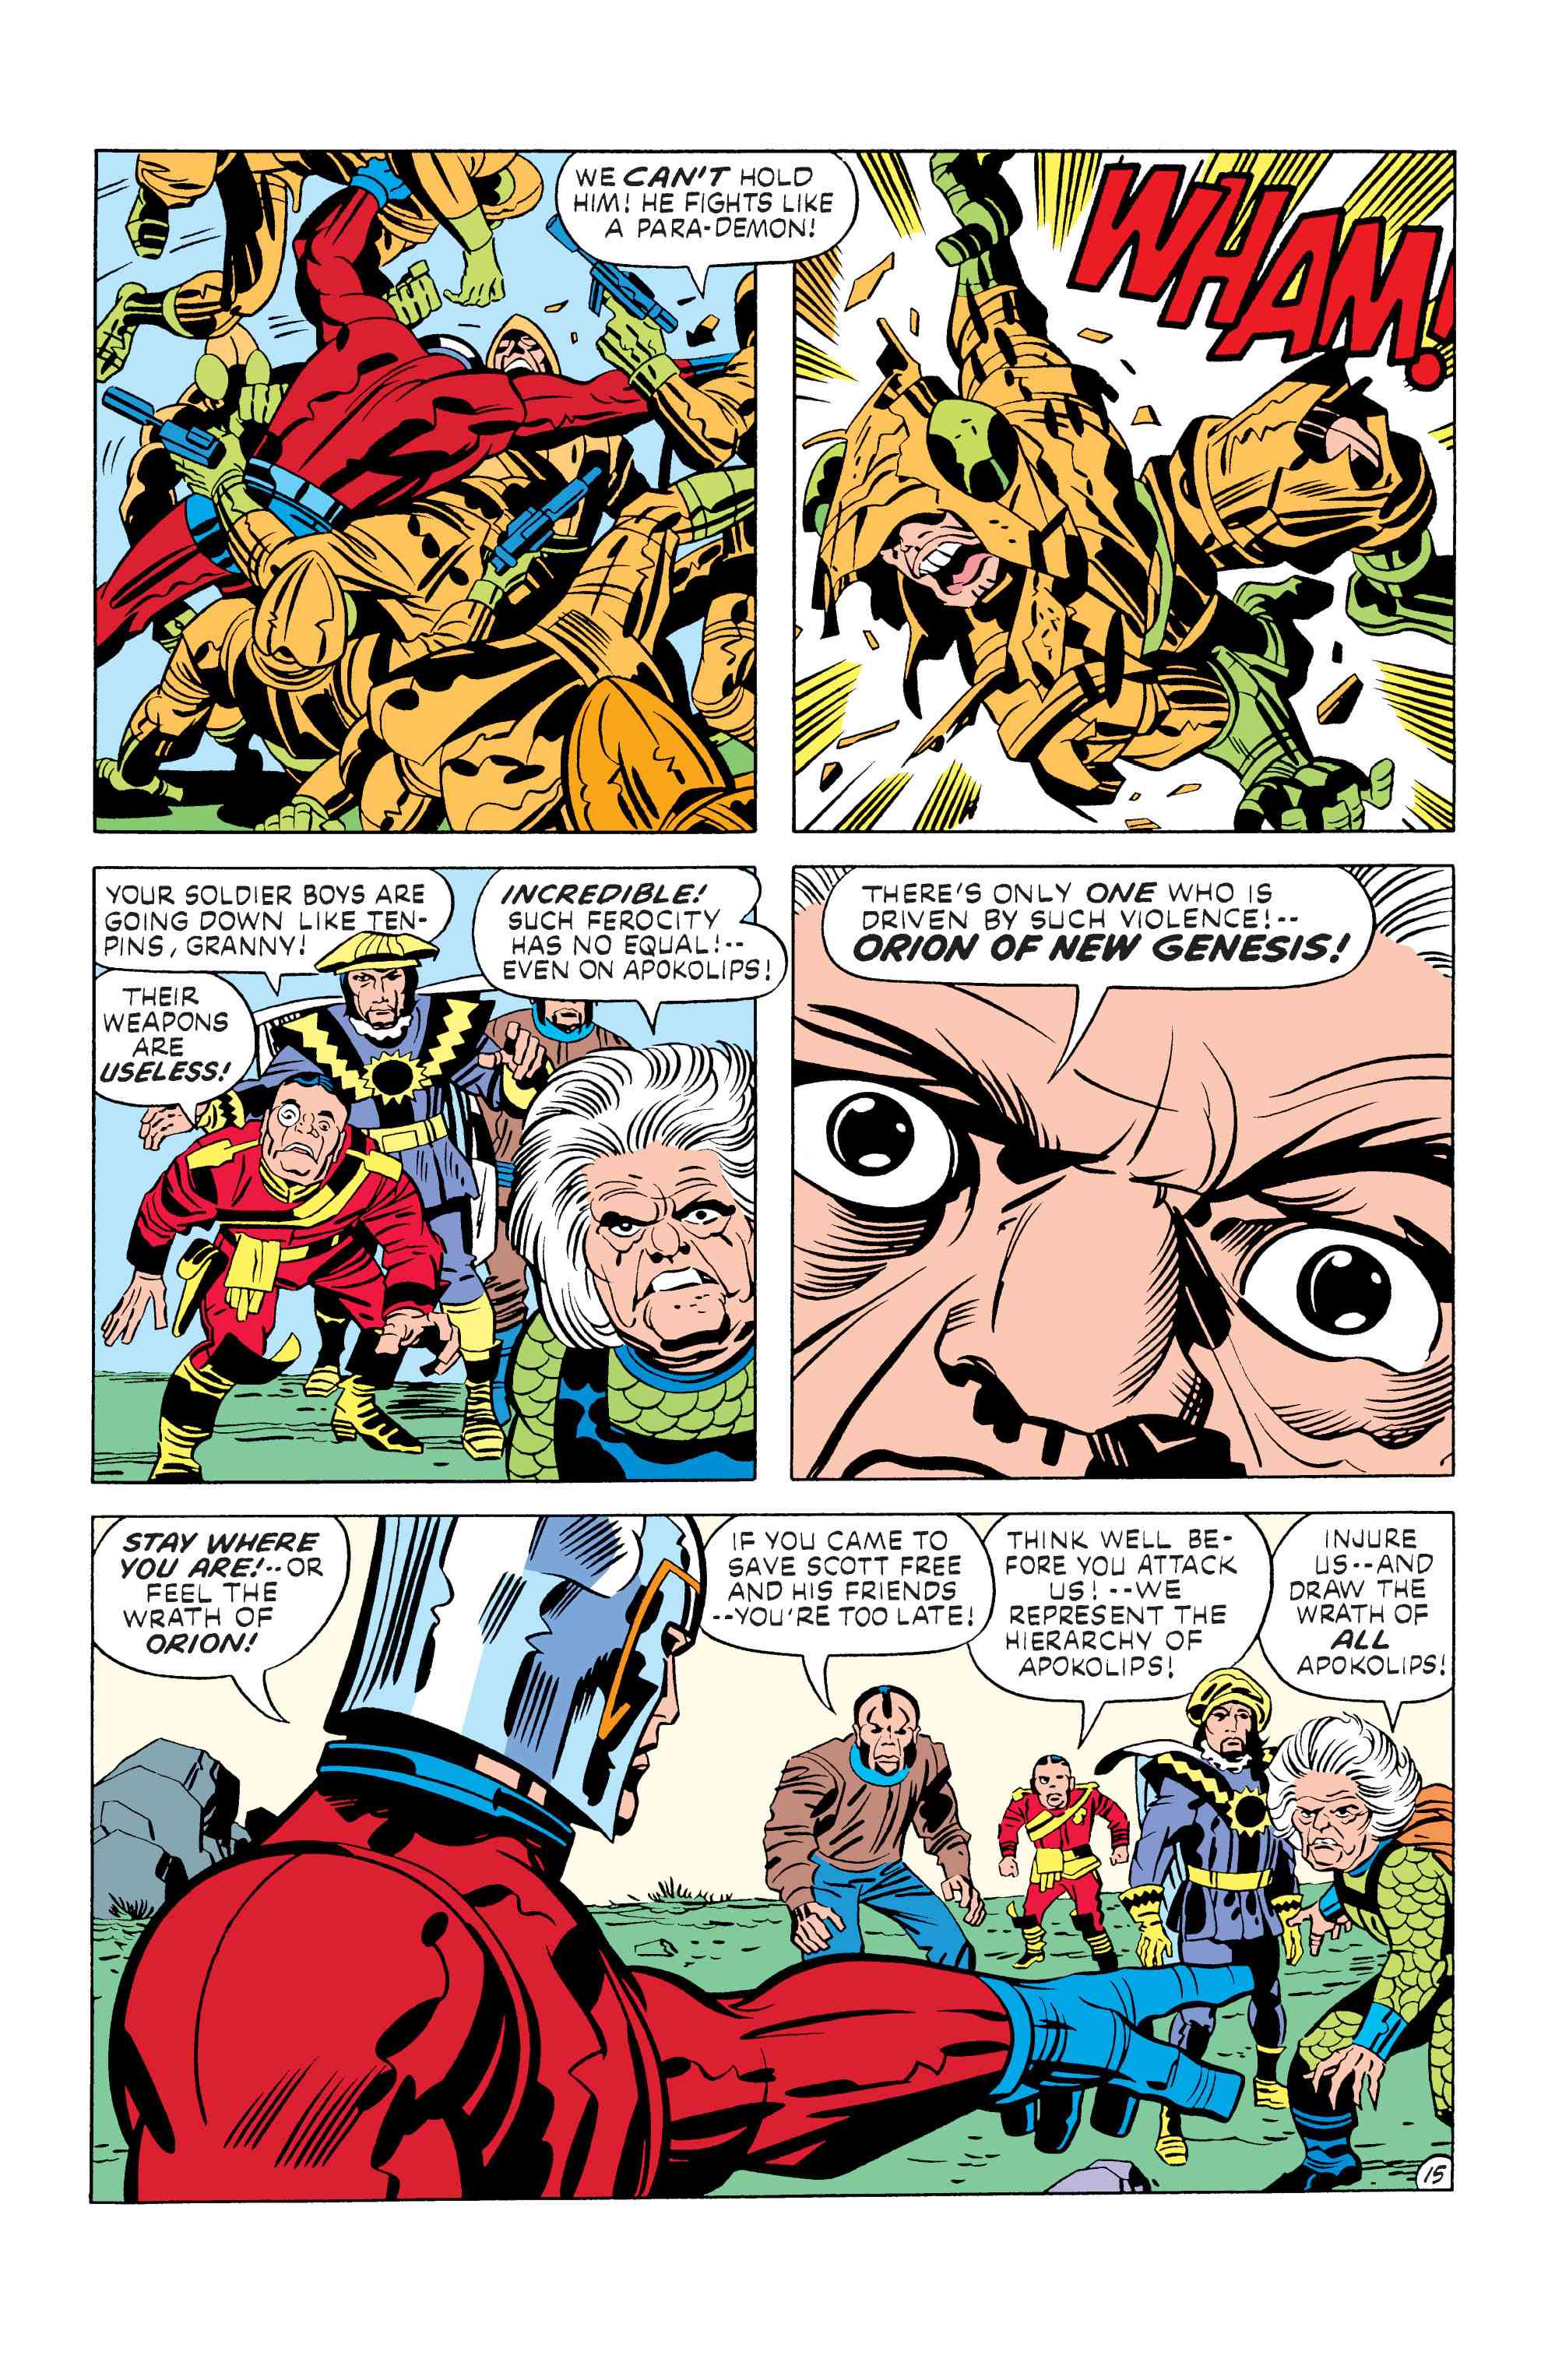 WE CAN'T HOLD
HIM! HE FIGHTS LIKE
A PARA-DEMON!
WHAM!
YOUR SOLDIER BOYS ARE
GOING DOWN LIKE TEN-
PINS, GRANNY!
THEIR
WEAPONS
ARE
USELESS!
INCREDIBLE!
SUCH FEROCITY
HAS NO EQUAL!--
EVEN ON APOKOLIPS!
THERE'S ONLY ONE WHO IS
DRIVEN BY SUCH VIOLENCE!--
ORION OF NEW GENESIS!
STAY WHERE
YOU ARE!--OR
FEEL THE
WRATH OF
ORION!
IF YOU CAME TO
SAVE SCOTT FREE
AND HIS FRIENDS
--YOU'RE TOO LATE!
THINK WELL BE-
FORE YOU ATTACK
US!--WE
REPRESENT THE
HIERARCHY OF
APOKOLIPS!
INJURE
US--AND
DRAW THE
WRATH OF
ALL
APOKOLIPS!
15